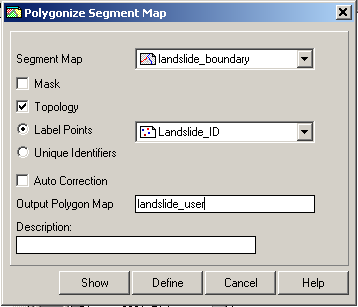 Polygonize Segment Map
Segment Map landslide_boundary
Mask
Topology
Label Points Landslide_ID
Unique Identifiers
Auto Correction
Output Polygon Map landslide_user
Description:
Show Define Cancel Help